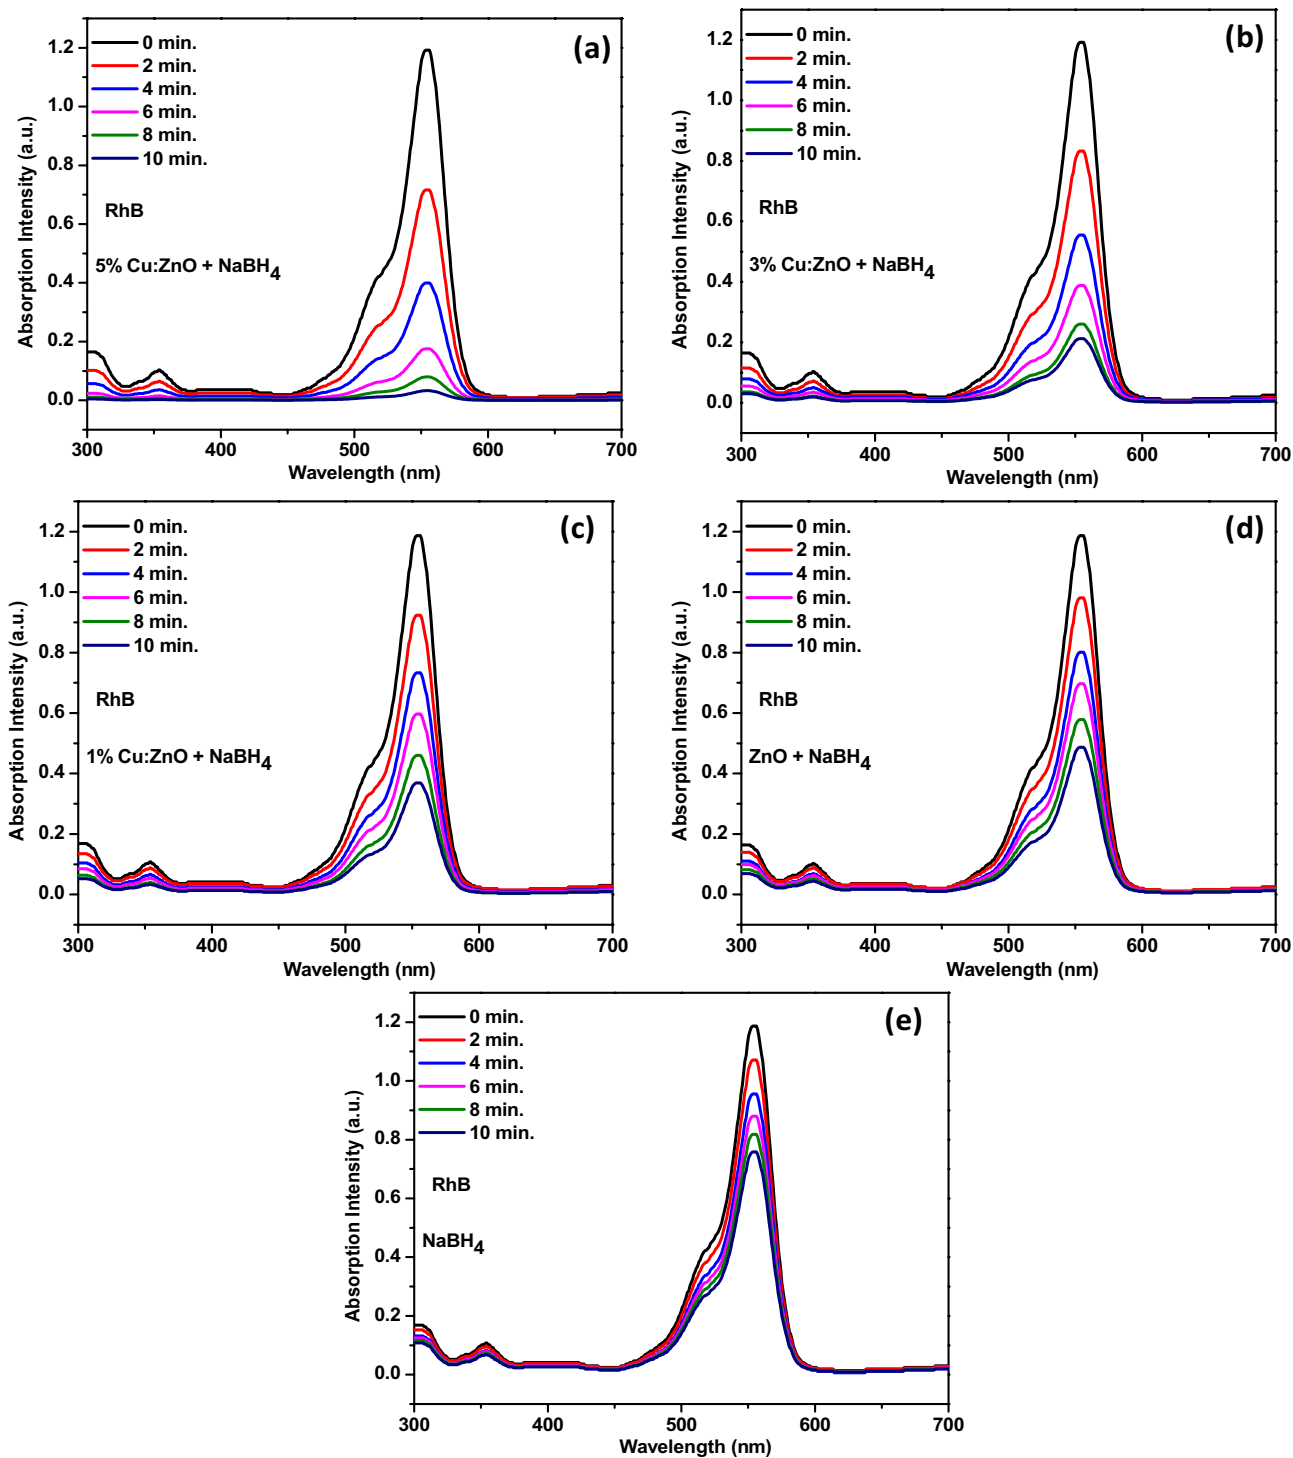 (a)
0 min.
2 min.
4 min.
6 min.
8 min.
10 min.
RhB
5% Cu:ZnO + NaBH4
1.2
1.0
0.8
0.6
0.4
0.2
0.0
300 400 500 600 700
Wavelength (nm)
Absorption Intensity (a.u.)
(b)
0 min.
2 min.
4 min.
6 min.
8 min.
10 min.
RhB
3% Cu:ZnO + NaBH4
1.2
1.0
0.8
0.6
0.4
0.2
0.0
300 400 500 600 700
Wavelength (nm)
Absorption Intensity (a.u.)
(c)
0 min.
2 min.
4 min.
6 min.
8 min.
10 min.
RhB
1% Cu:ZnO + NaBH4
1.2
1.0
0.8
0.6
0.4
0.2
0.0
300 400 500 600 700
Wavelength (nm)
Absorption Intensity (a.u.)
(d)
0 min.
2 min.
4 min.
6 min.
8 min.
10 min.
RhB
ZnO + NaBH4
1.2
1.0
0.8
0.6
0.4
0.2
0.0
300 400 500 600 700
Wavelength (nm)
Absorption Intensity (a.u.)
(e)
0 min.
2 min.
4 min.
6 min.
8 min.
10 min.
RhB
NaBH4
1.2
1.0
0.8
0.6
0.4
0.2
0.0
300 400 500 600 700
Wavelength (nm)
Absorption Intensity (a.u.)